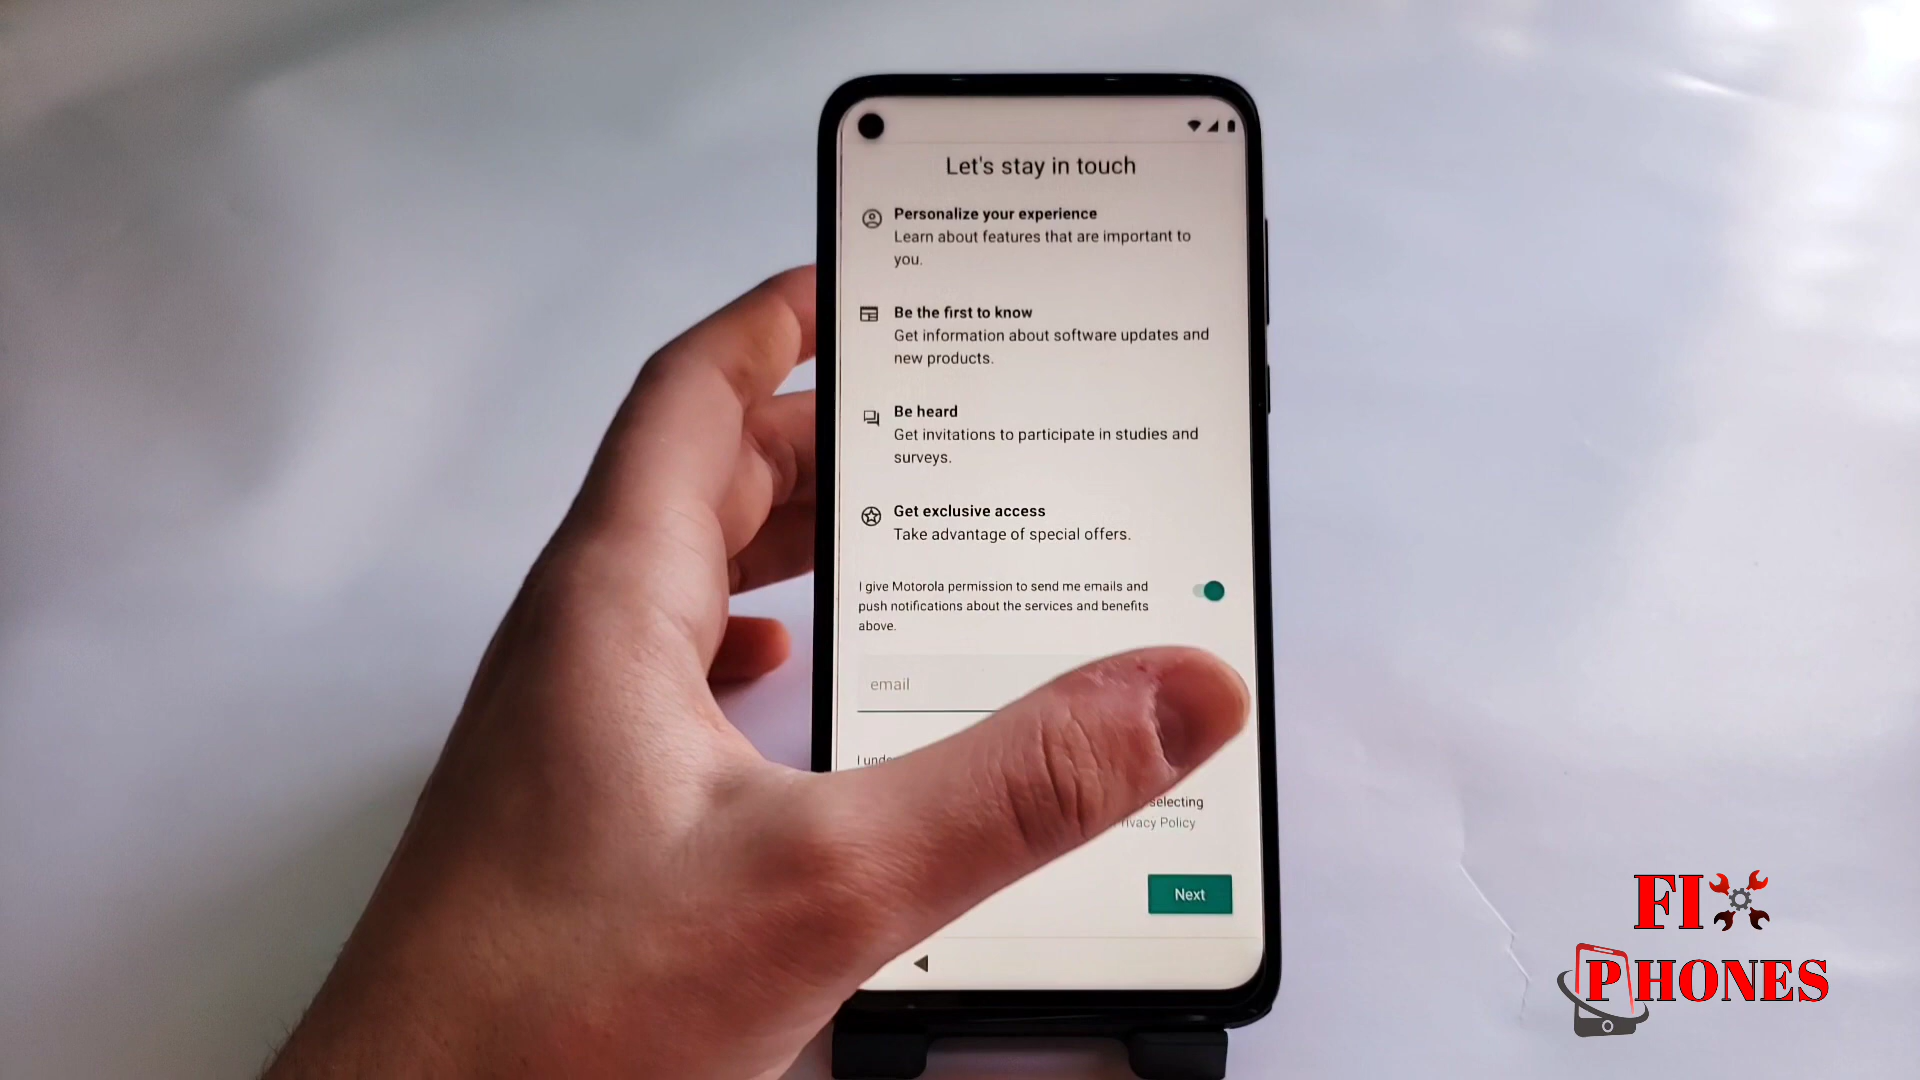 Let's stay in touch
Personalize your experience
Learn about features that are important to
you.
Be the first to know
Get information about software updates and
new products.
Be heard
Get invitations to participate in studies and
surveys.
Get exclusive access
Take advantage of special offers.
I give Motorola permission to send me emails and
push notifications about the services and benefits
above.
email
I
selecting
Policy
Next
FIX
PHONES